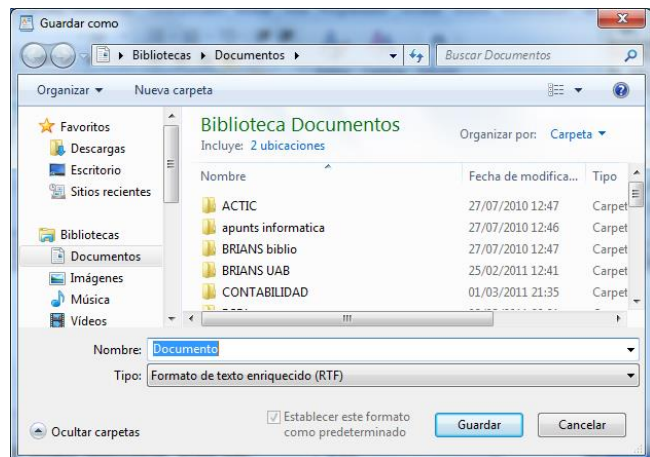 Guardar como
Bibliotecas ▸ Documentos ▸
Buscar Documentos
Organizar
Nueva carpeta
Favoritos
Descargas
Escritorio
Sitios recientes
Bibliotecas
Documentos
Imágenes
Música
Vídeos
Biblioteca Documentos
Incluye: 2 ubicaciones
Organizar por: Carpeta
Nombre Fecha de modifica... Tipo
ACTIC 27/07/2010 12:47 Carpet
apunts informatica 27/07/2010 12:46 Carpet
BRIANS biblio 27/07/2010 12:47 Carpet
BRIANS UAB 25/02/2011 12:41 Carpet
CONTABILIDAD 01/03/2011 21:35 Carpet
Nombre: Documento
Tipo: Formato de texto enriquecido (RTF)
Ocultar carpetas
Establecer este formato
como predeterminado
Guardar
Cancelar